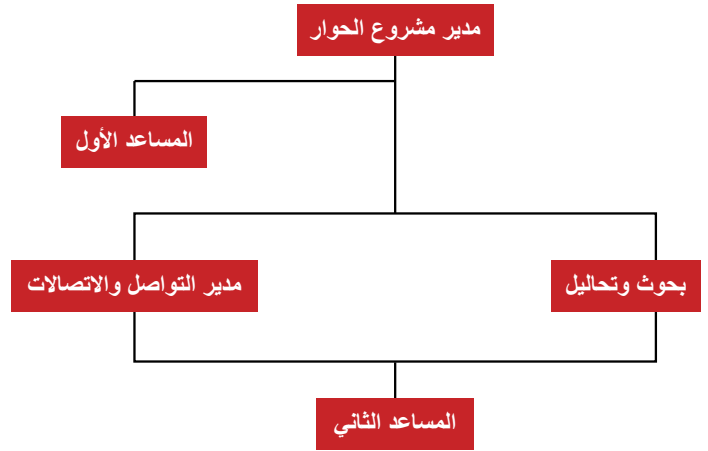 مدير مشروع الحوار
المساعد الأول
بحوث وتحاليل
مدير التواصل والاتصالات
المساعد الثاني